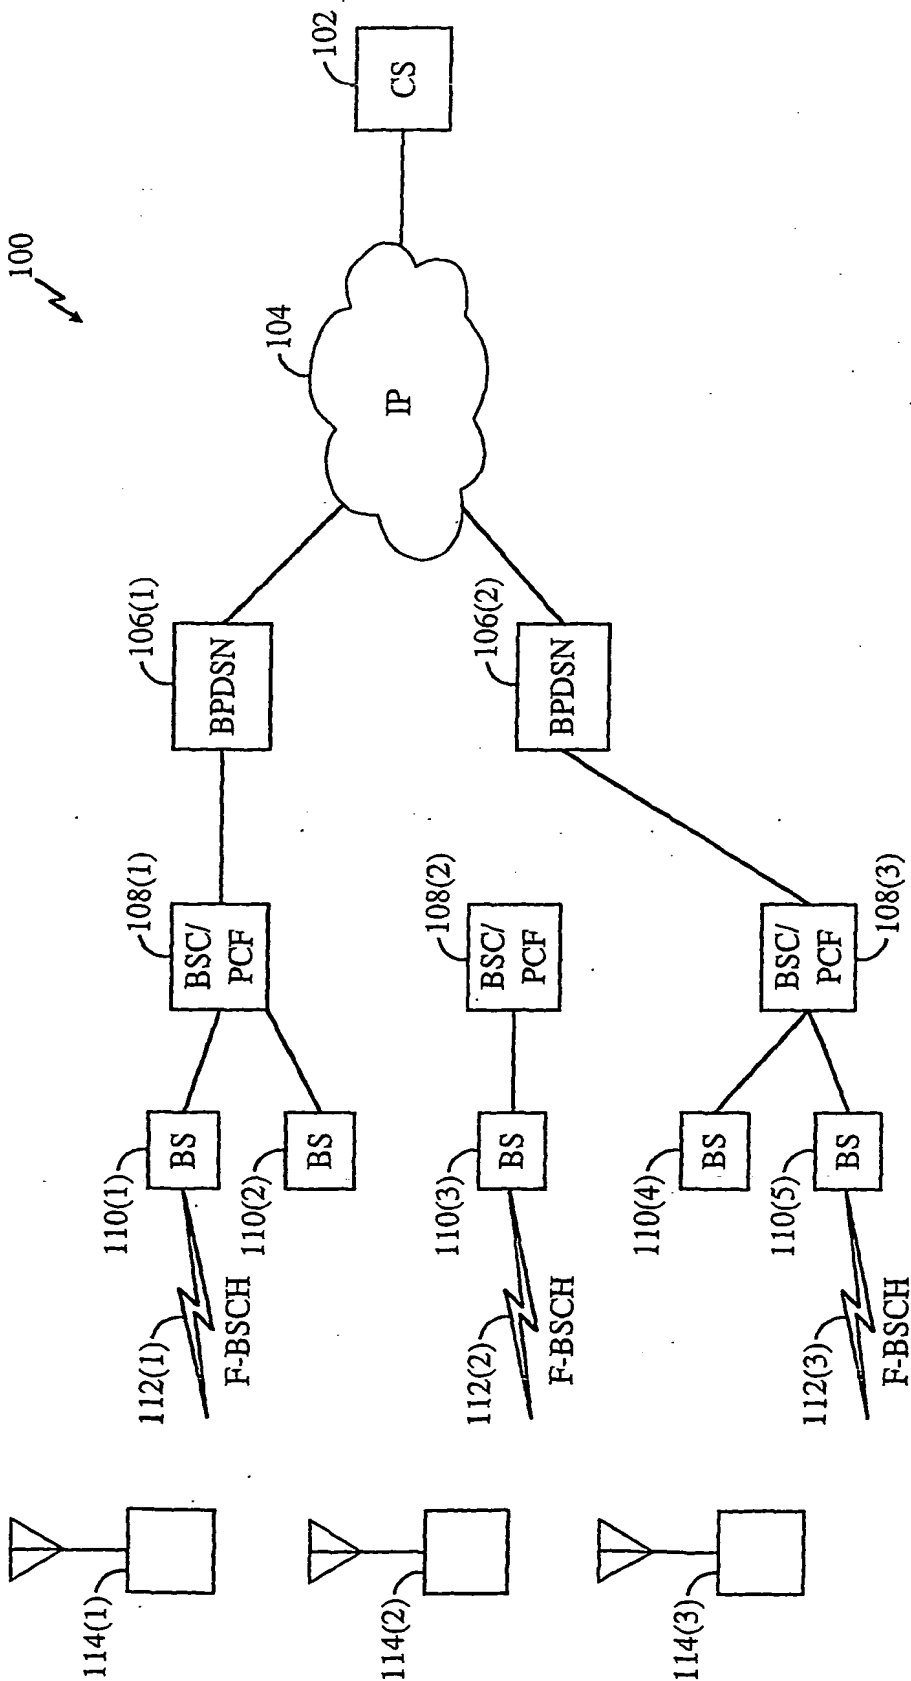 100
102
CS
104
IP
106(1)
BPDSN
106(2)
BPDSN
108(1)
BSC/
PCF
108(2)
BSC/
PCF
108(3)
BSC/
PCF
110(1)
BS
110(2)
BS
110(3)
BS
110(4)
BS
110(5)
BS
112(1)
F-BSCH
112(2)
F-BSCH
112(3)
F-BSCH
114(1)
114(2)
114(3)